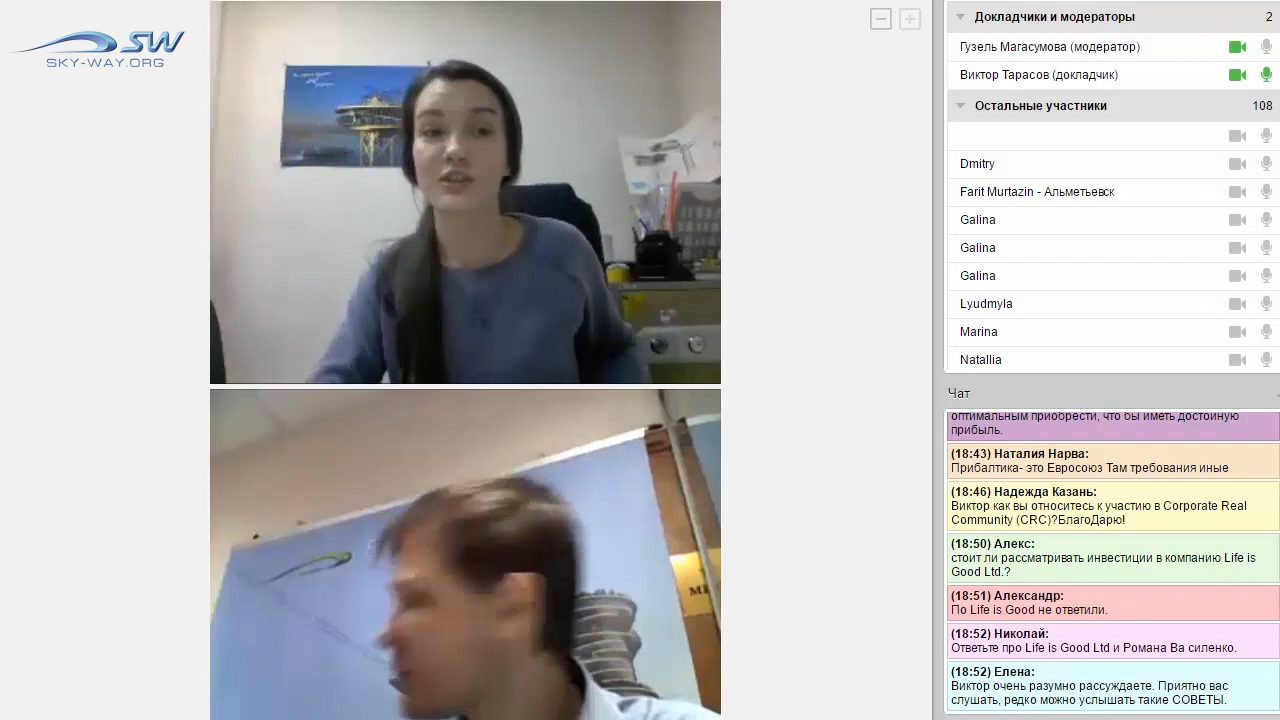 SW
SKY-WAY.ORG
Докладчики и модераторы 2
Гузель Магасумова (модератор)
Виктор Тарасов (докладчик)
Остальные участники 108
Dmitry
Farit Murtazin - Альметьевск
Galina
Galina
Galina
Lyudmyla
Marina
Natallia
Чат
оптимальным приобрести, что бы иметь достойную
прибыль.
(18:43) Наталия Нарва:
Прибалтика- это Евросоюз Там требования иные
(18:46) Надежда Казань:
Виктор как вы относитесь к участию в Corporate Real
Community (CRC)?БлагоДарю!
(18:50) Алекс:
стоит ли рассматривать инвестиции в компанию Life is
Good Ltd.?
(18:51) Александр:
По Life is Good не ответили.
(18:52) Николай:
Ответьте про Life is Good Ltd и Романа Ва силенко.
(18:52) Елена:
Виктор очень разумно рассуждаете. Приятно вас
слушать, редко можно услышать такие СОВЕТЫ.